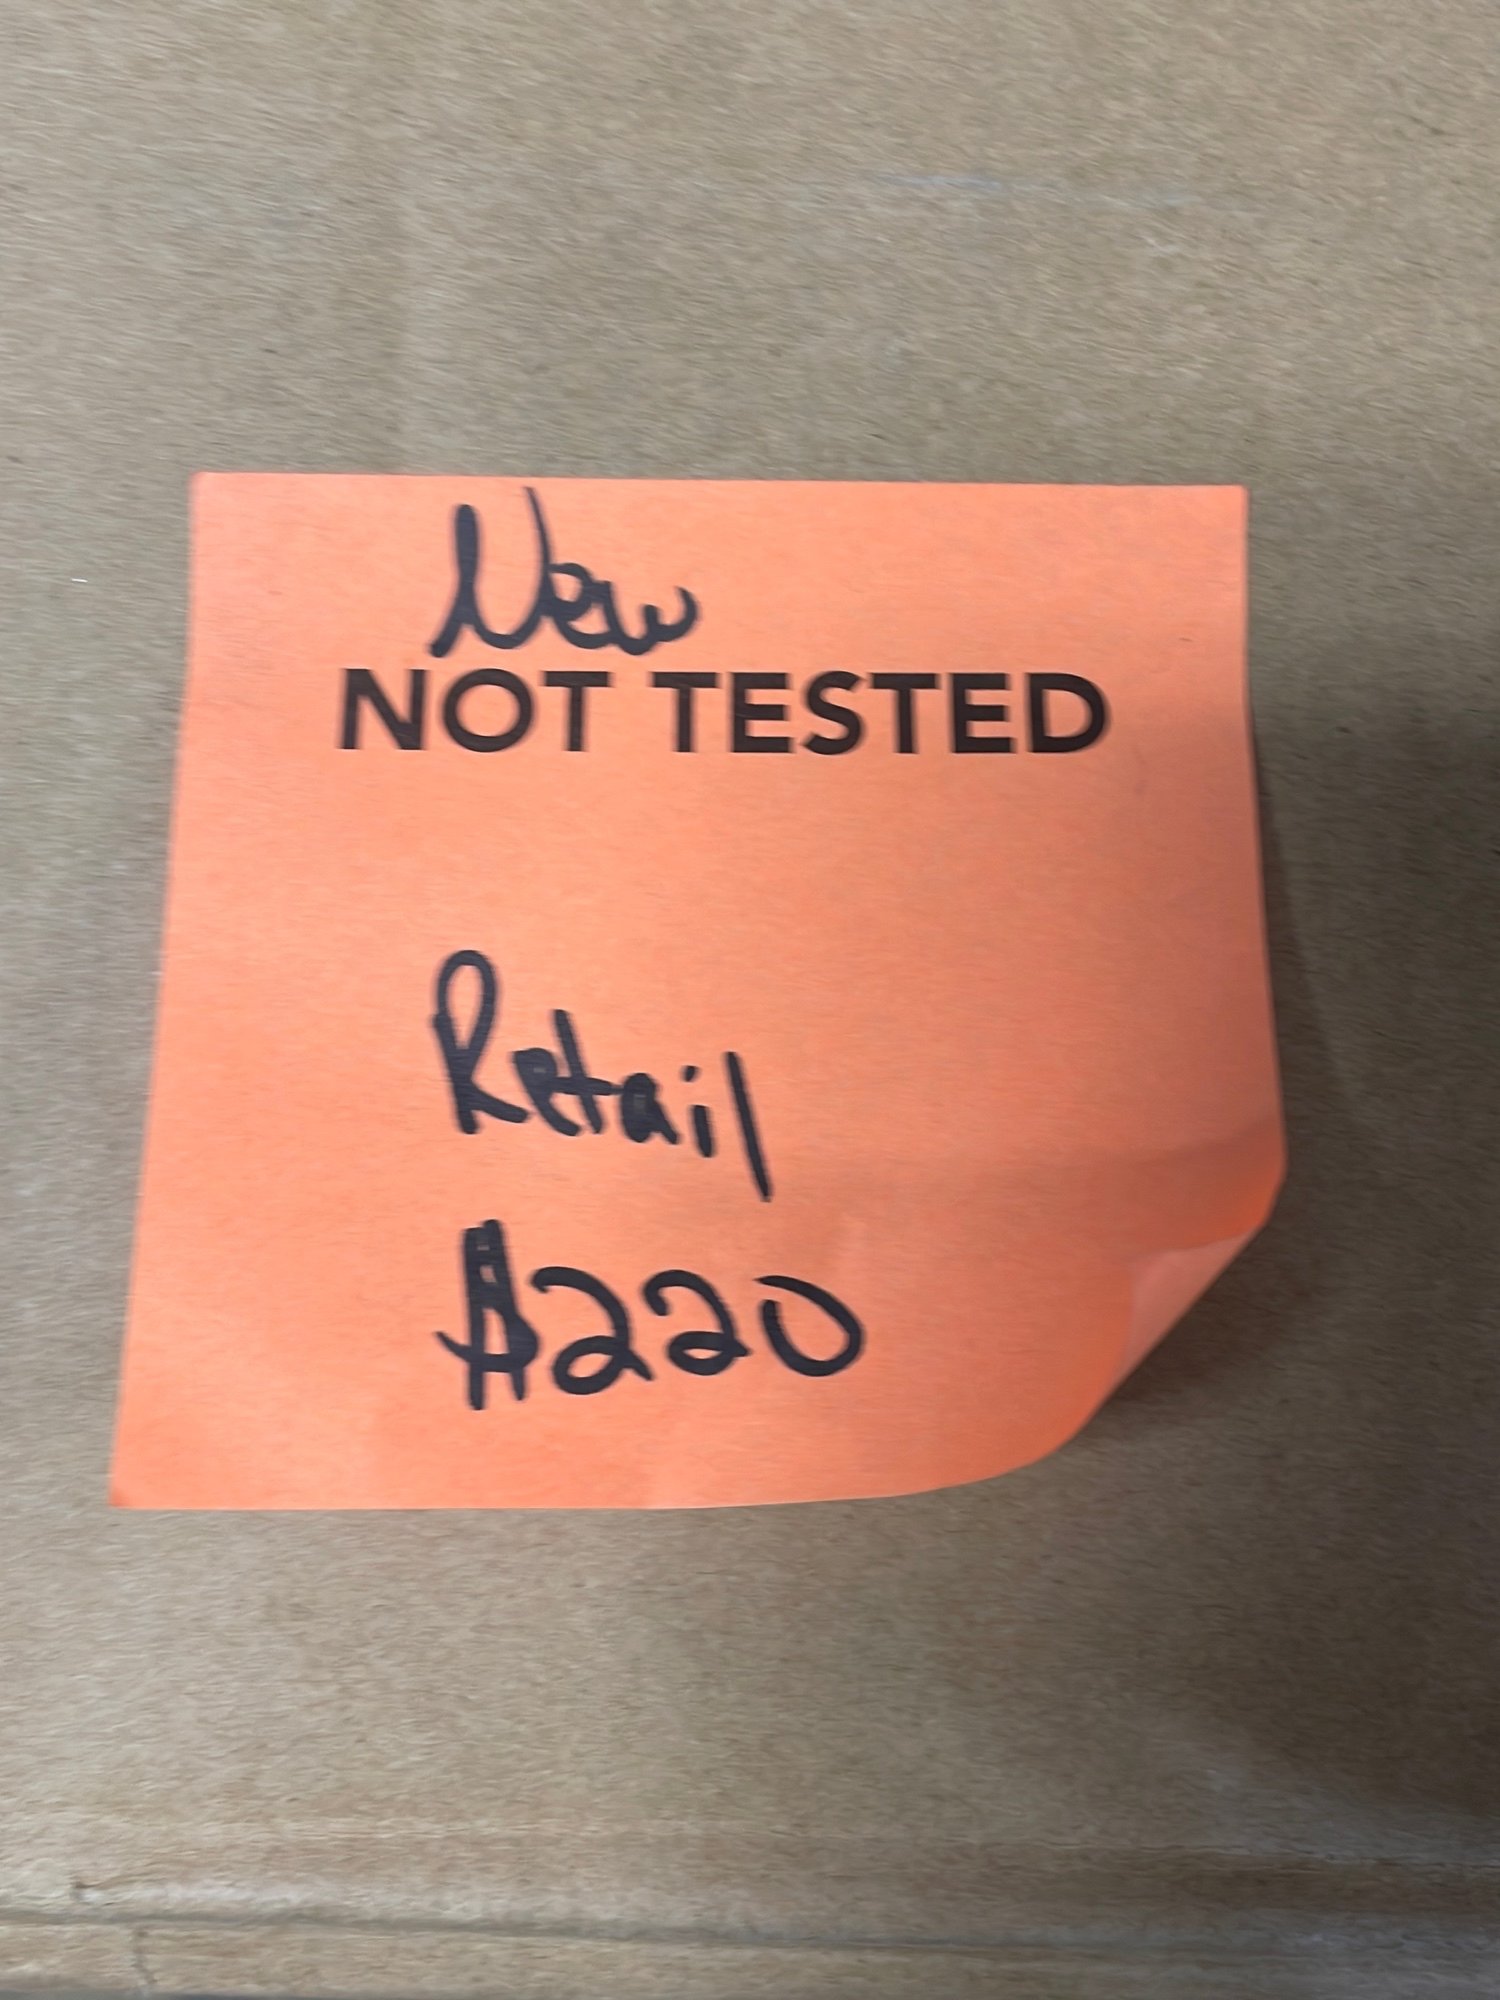 New
NOT TESTED
Retail
$220